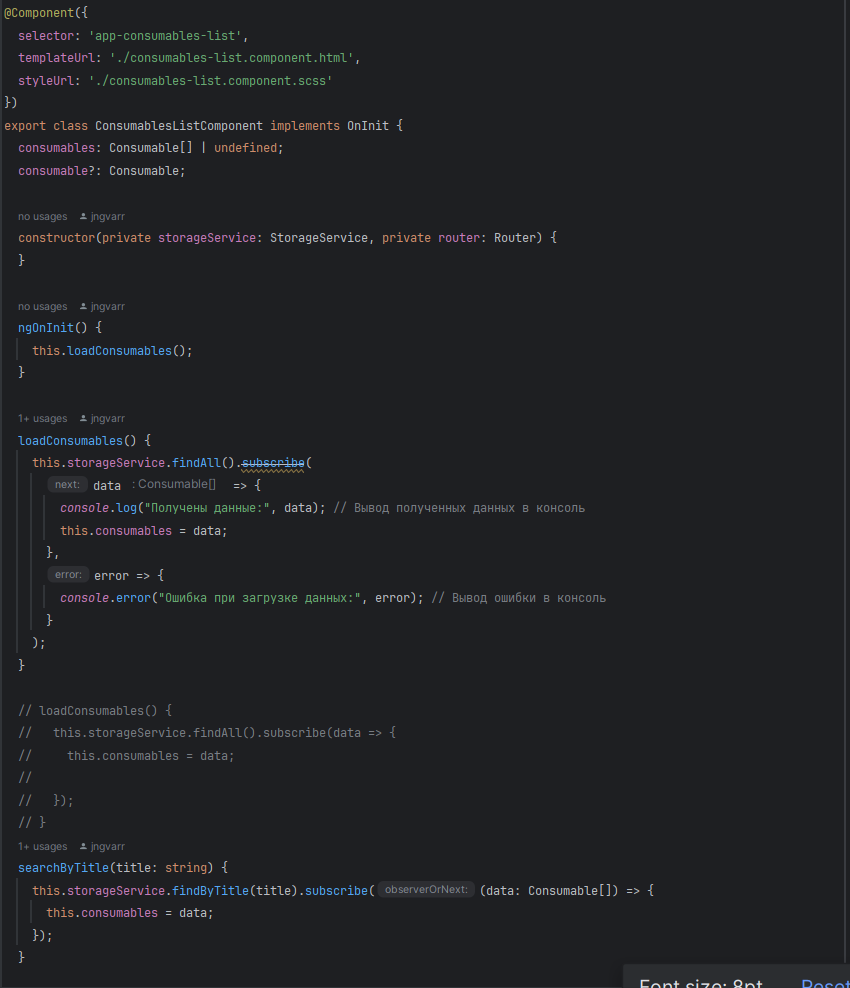 @Component({
selector: 'app-consumables-list',
templateUrl: './consumables-list.component.html',
styleUrl: './consumables-list.component.scss'
})
export class ConsumablesListComponent implements OnInit {
consumables: Consumable[] | undefined;
consumable?: Consumable;
no usages jngvarr
constructor(private storageService: StorageService, private router: Router) {
}
no usages jngvarr
ngOnInit() {
this.loadConsumables();
}
1+ usages jngvarr
loadConsumables() {
this.storageService.findAll().subscribe(
next: data : Consumable[] => {
console.log("Получены данные:", data); // Вывод полученных данных в консоль
this.consumables = data;
},
error: error => {
console.error("Ошибка при загрузке данных:", error); // Вывод ошибки в консоль
}
);
}
// loadConsumables() {
// this.storageService.findAll().subscribe(data => {
// this.consumables = data;
//
// });
// }
1+ usages jngvarr
searchByTitle(title: string) {
this.storageService.findByTitle(title).subscribe( observerOrNext: (data: Consumable[]) => {
this.consumables = data;
});
}
Font size: 8pt